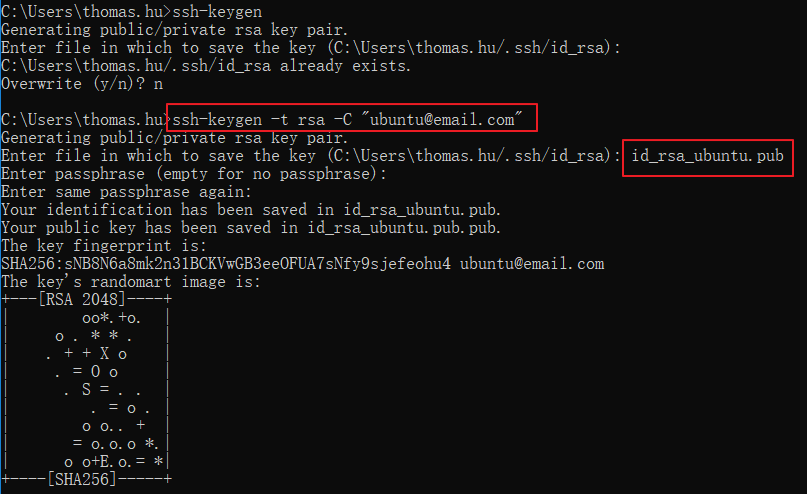 C:\Users\thomas.hu>ssh-keygen
Generating public/private rsa key pair.
Enter file in which to save the key (C:\Users\thomas.hu/.ssh/id_rsa):
C:\Users\thomas.hu/.ssh/id_rsa already exists.
Overwrite (y/n)? n
C:\Users\thomas.hu>ssh-keygen -t rsa -C "ubuntu@email.com"
Generating public/private rsa key pair.
Enter file in which to save the key (C:\Users\thomas.hu/.ssh/id_rsa): id_rsa_ubuntu.pub
Enter passphrase (empty for no passphrase):
Enter same passphrase again:
Your identification has been saved in id_rsa_ubuntu.pub.
Your public key has been saved in id_rsa_ubuntu.pub.pub.
The key fingerprint is:
SHA256:sNB8N6a8mk2n31BCKVwGB3eeOFUA7sNfy9sjefeohu4 ubuntu@email.com
The key's randomart image is:
+---[RSA 2048]----+
|        oo*.+o.  |
|     o . * * .   |
|    . + + X o    |
|     . = O o     |
|      . S = . .  |
|         . = o . |
|        o o.. +  |
|       = o.o.o *.|
|      o o+E.o.= *|
+----[SHA256]-----+